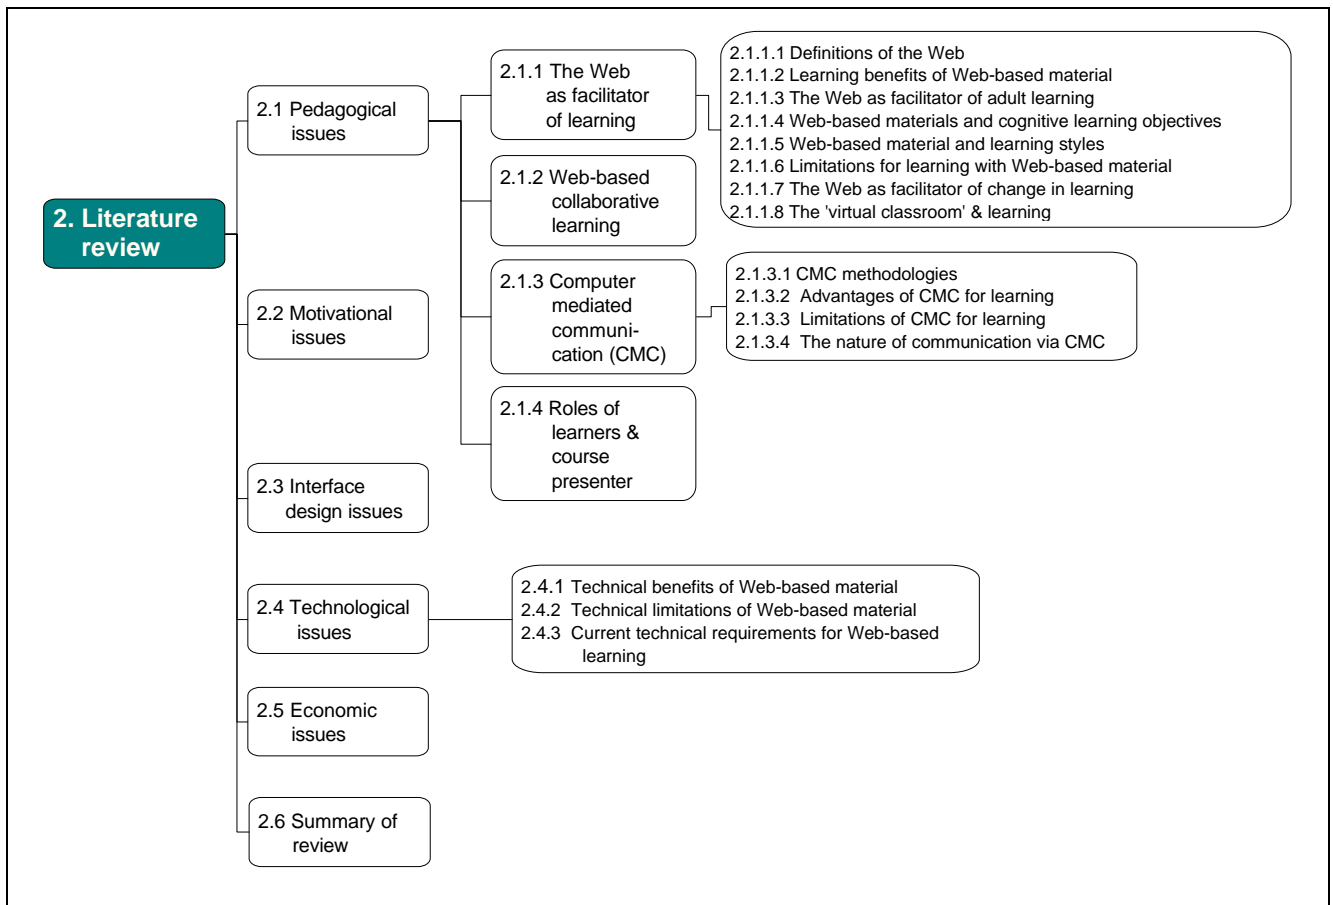 2. Literature
review
2.1 Pedagogical
issues
2.1.1 The Web
as facilitator
of learning
2.1.1.1 Definitions of the Web
2.1.1.2 Learning benefits of Web-based material
2.1.1.3 The Web as facilitator of adult learning
2.1.1.4 Web-based materials and cognitive learning objectives
2.1.1.5 Web-based material and learning styles
2.1.1.6 Limitations for learning with Web-based material
2.1.1.7 The Web as facilitator of change in learning
2.1.1.8 The 'virtual classroom' & learning
2.1.2 Web-based
collaborative
learning
2.1.3 Computer
mediated
communi-
cation (CMC)
2.1.3.1 CMC methodologies
2.1.3.2 Advantages of CMC for learning
2.1.3.3 Limitations of CMC for learning
2.1.3.4 The nature of communication via CMC
2.1.4 Roles of
learners &
course
presenter
2.2 Motivational
issues
2.3 Interface
design issues
2.4 Technological
issues
2.4.1 Technical benefits of Web-based material
2.4.2 Technical limitations of Web-based material
2.4.3 Current technical requirements for Web-based
learning
2.5 Economic
issues
2.6 Summary of
review